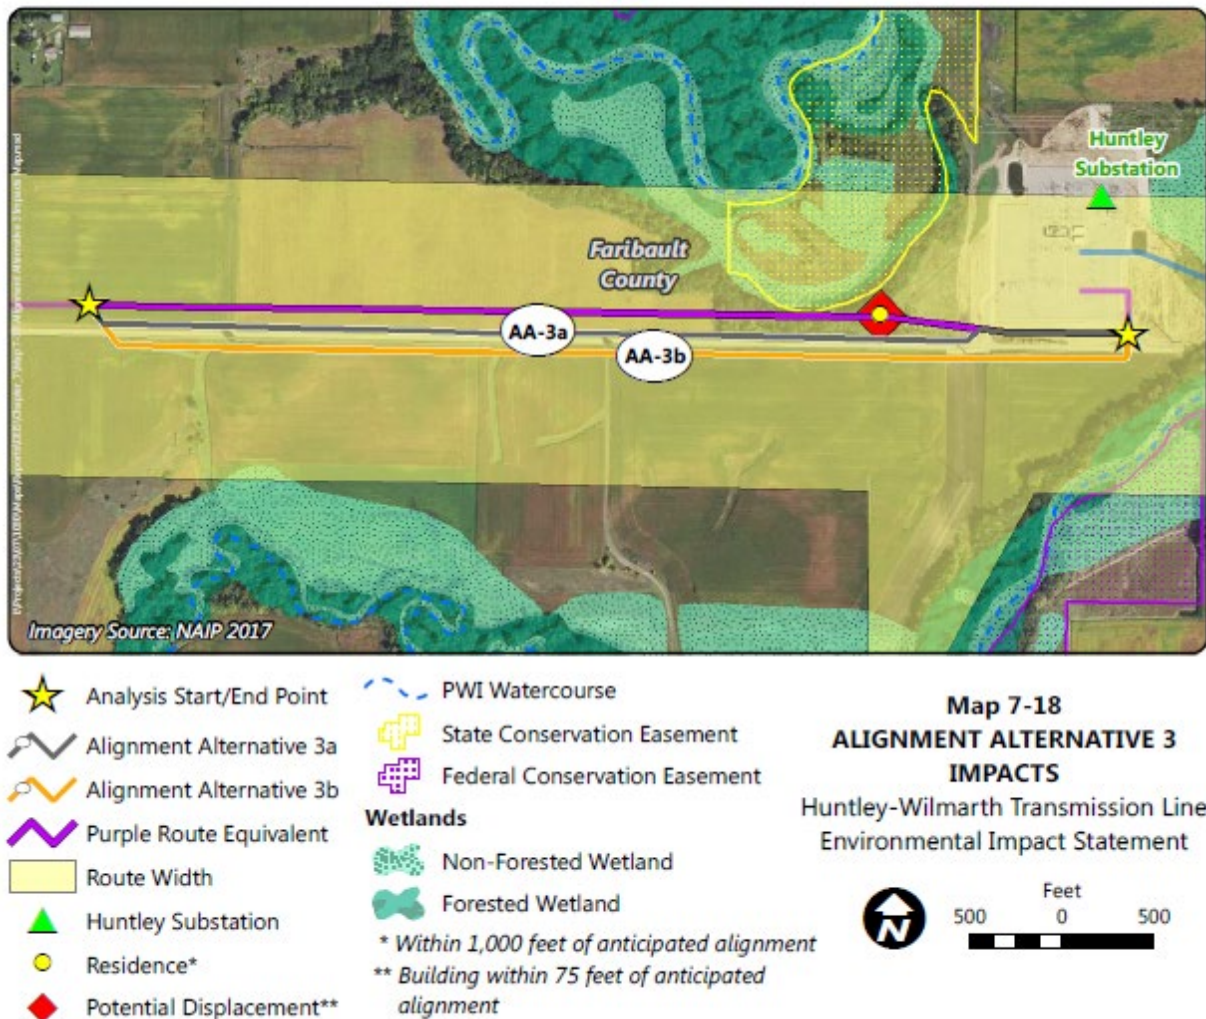 Huntley
Substation
Faribault
County
AA-3a
AA-3b
Imagery Source: NAIP 2017
Analysis Start/End Point
Alignment Alternative 3a
Alignment Alternative 3b
Purple Route Equivalent
Route Width
Huntley Substation
Residence*
Potential Displacement**
PWI Watercourse
State Conservation Easement
Federal Conservation Easement
Wetlands
Non-Forested Wetland
Forested Wetland
* Within 1,000 feet of anticipated alignment
** Building within 75 feet of anticipated
alignment
Map 7-18
ALIGNMENT ALTERNATIVE 3
IMPACTS
Huntley-Wilmarth Transmission Line
Environmental Impact Statement
N
Feet
500 0 500